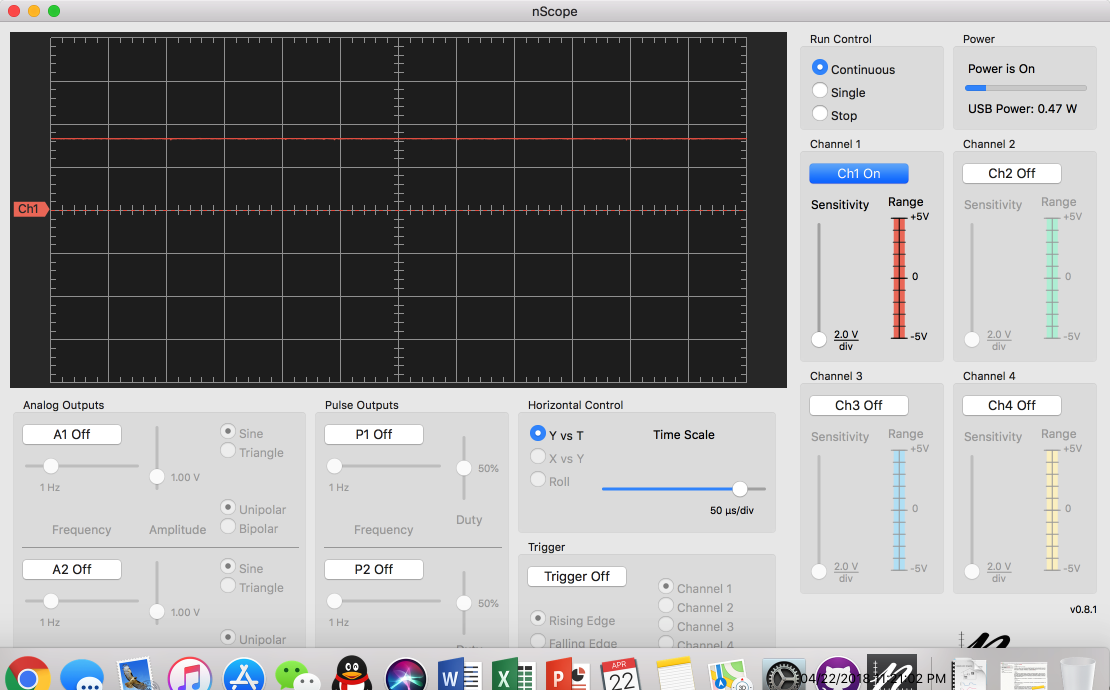 nScope
Ch1
Run Control
Continuous
Single
Stop
Power
Power is On
USB Power: 0.47 W
Channel 1
Ch1 On
Sensitivity
Range
+5V
0
-5V
2.0 V
div
Channel 2
Ch2 Off
Sensitivity
Range
+5V
0
-5V
2.0 V
div
Channel 3
Ch3 Off
Sensitivity
Range
+5V
0
-5V
2.0 V
div
Channel 4
Ch4 Off
Sensitivity
Range
+5V
0
-5V
2.0 V
div
Analog Outputs
A1 Off
Sine
Triangle
1.00 V
1 Hz
Unipolar
Bipolar
Frequency
Amplitude
A2 Off
Sine
Triangle
1.00 V
1 Hz
Unipolar
Pulse Outputs
P1 Off
50%
1 Hz
Frequency
Duty
P2 Off
50%
1 Hz
Horizontal Control
Y vs T
X vs Y
Roll
Time Scale
50 µs/div
Trigger
Trigger Off
Rising Edge
Falling Edge
Channel 1
Channel 2
Channel 3
Channel 4
v0.8.1
W
X
P
APR
22
3D
n
04/22/2018 11:21:02 PM